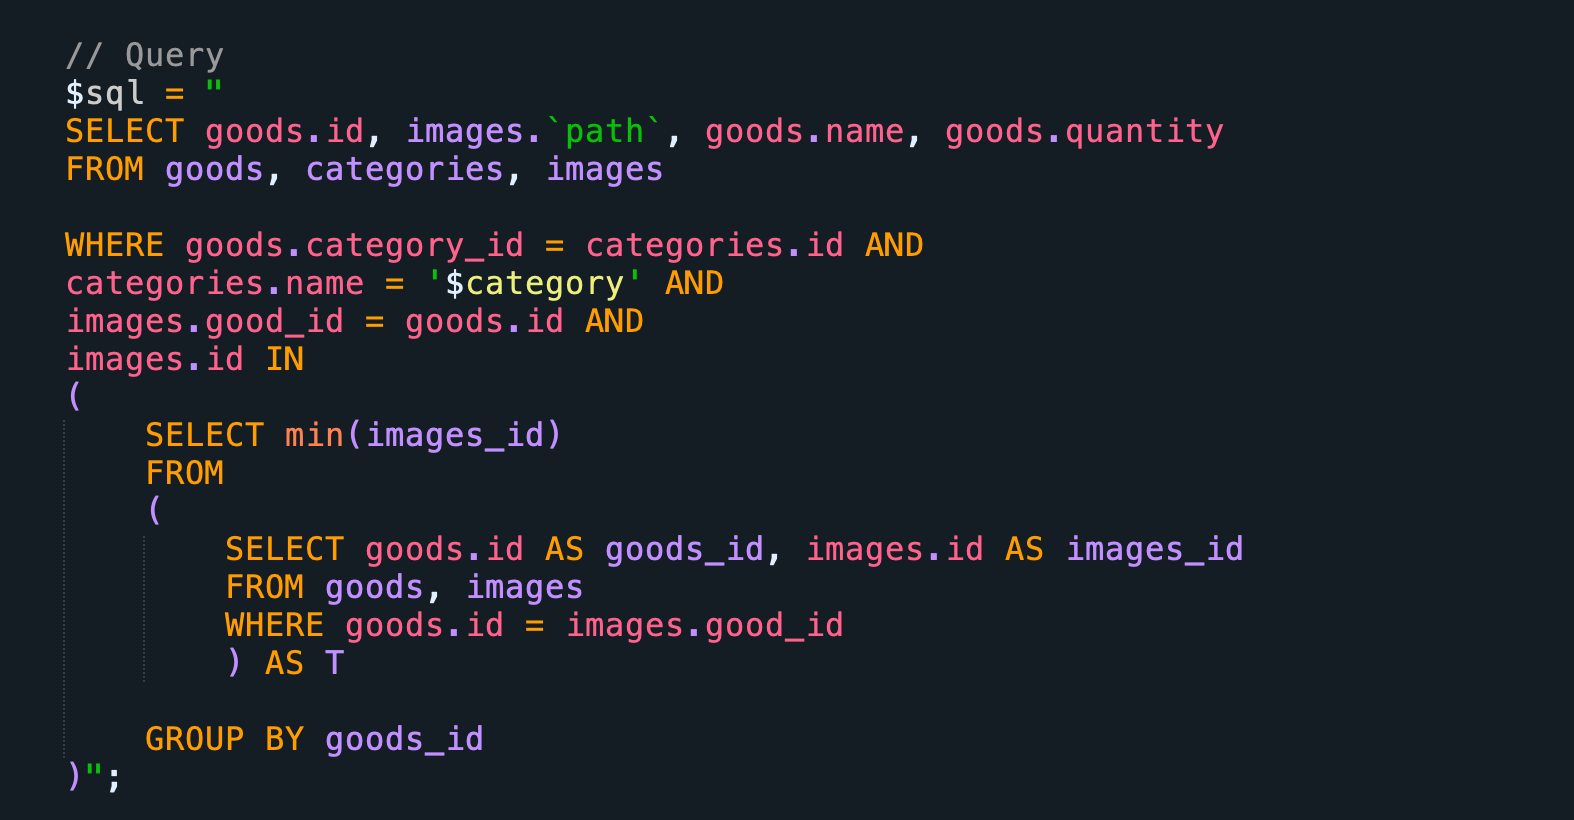 // Query
$sql = "
SELECT goods.id, images.`path`, goods.name, goods.quantity
FROM goods, categories, images
WHERE goods.category_id = categories.id AND
categories.name = '$category' AND
images.good_id = goods.id AND
images.id IN
(
SELECT min(images_id)
FROM
(
SELECT goods.id AS goods_id, images.id AS images_id
FROM goods, images
WHERE goods.id = images.good_id
) AS T
GROUP BY goods_id
)";